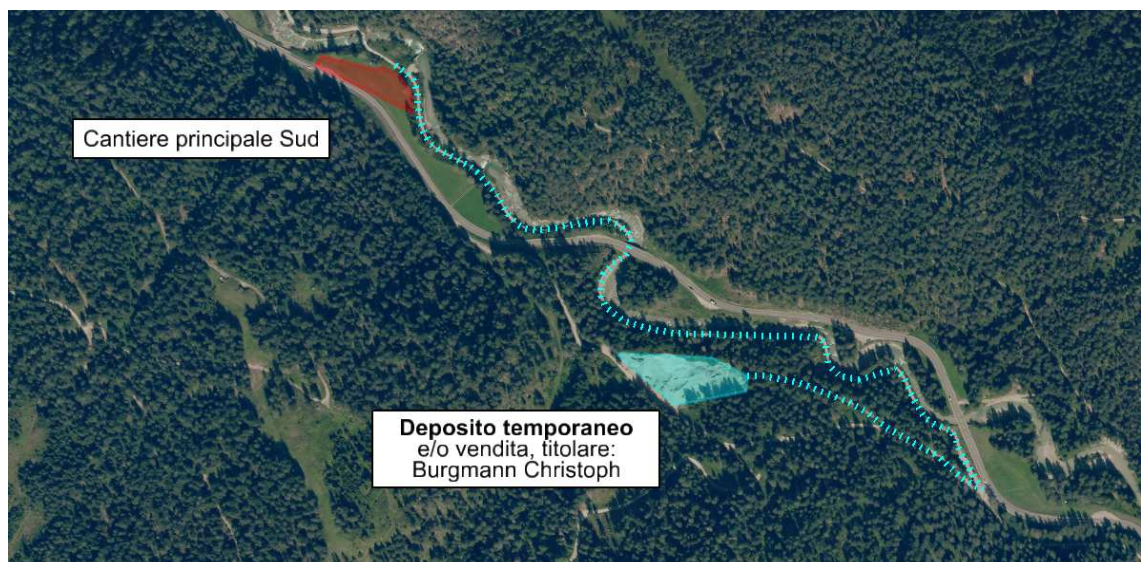 Cantiere principale Sud
Deposito temporaneo
e/o vendita, titolare:
Burgmann Christoph